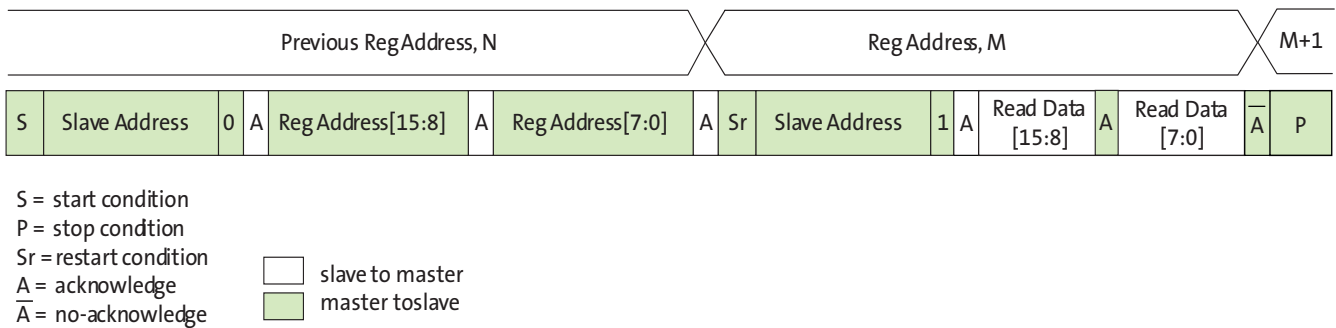 Previous Reg Address, N Reg Address, M M+1
S Slave Address 0 A Reg Address[15:8] A Reg Address[7:0] A Sr Slave Address 1 A Read Data [15:8] A Read Data [7:0] A̅ P
S = start condition
P = stop condition
Sr = restart condition
A = acknowledge
A̅ = no-acknowledge
slave to master
master toslave